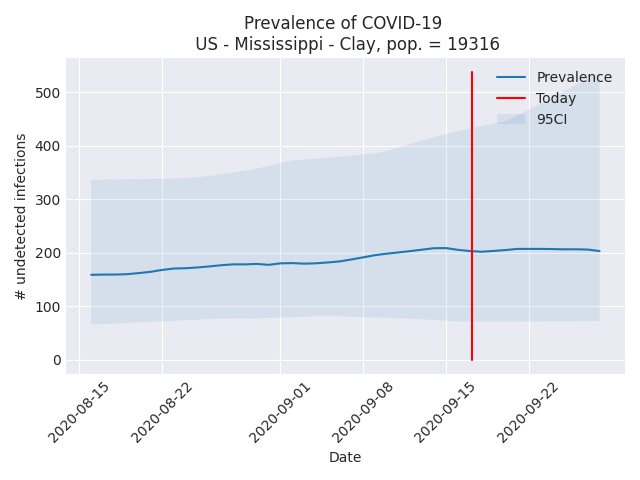 Prevalence of COVID-19
US - Mississippi - Clay, pop. = 19316
Prevalence
Today
95CI
500
400
300
200
100
0
# undetected infections
2020-08-15
2020-08-22
2020-09-01
2020-09-08
2020-09-15
2020-09-22
Date